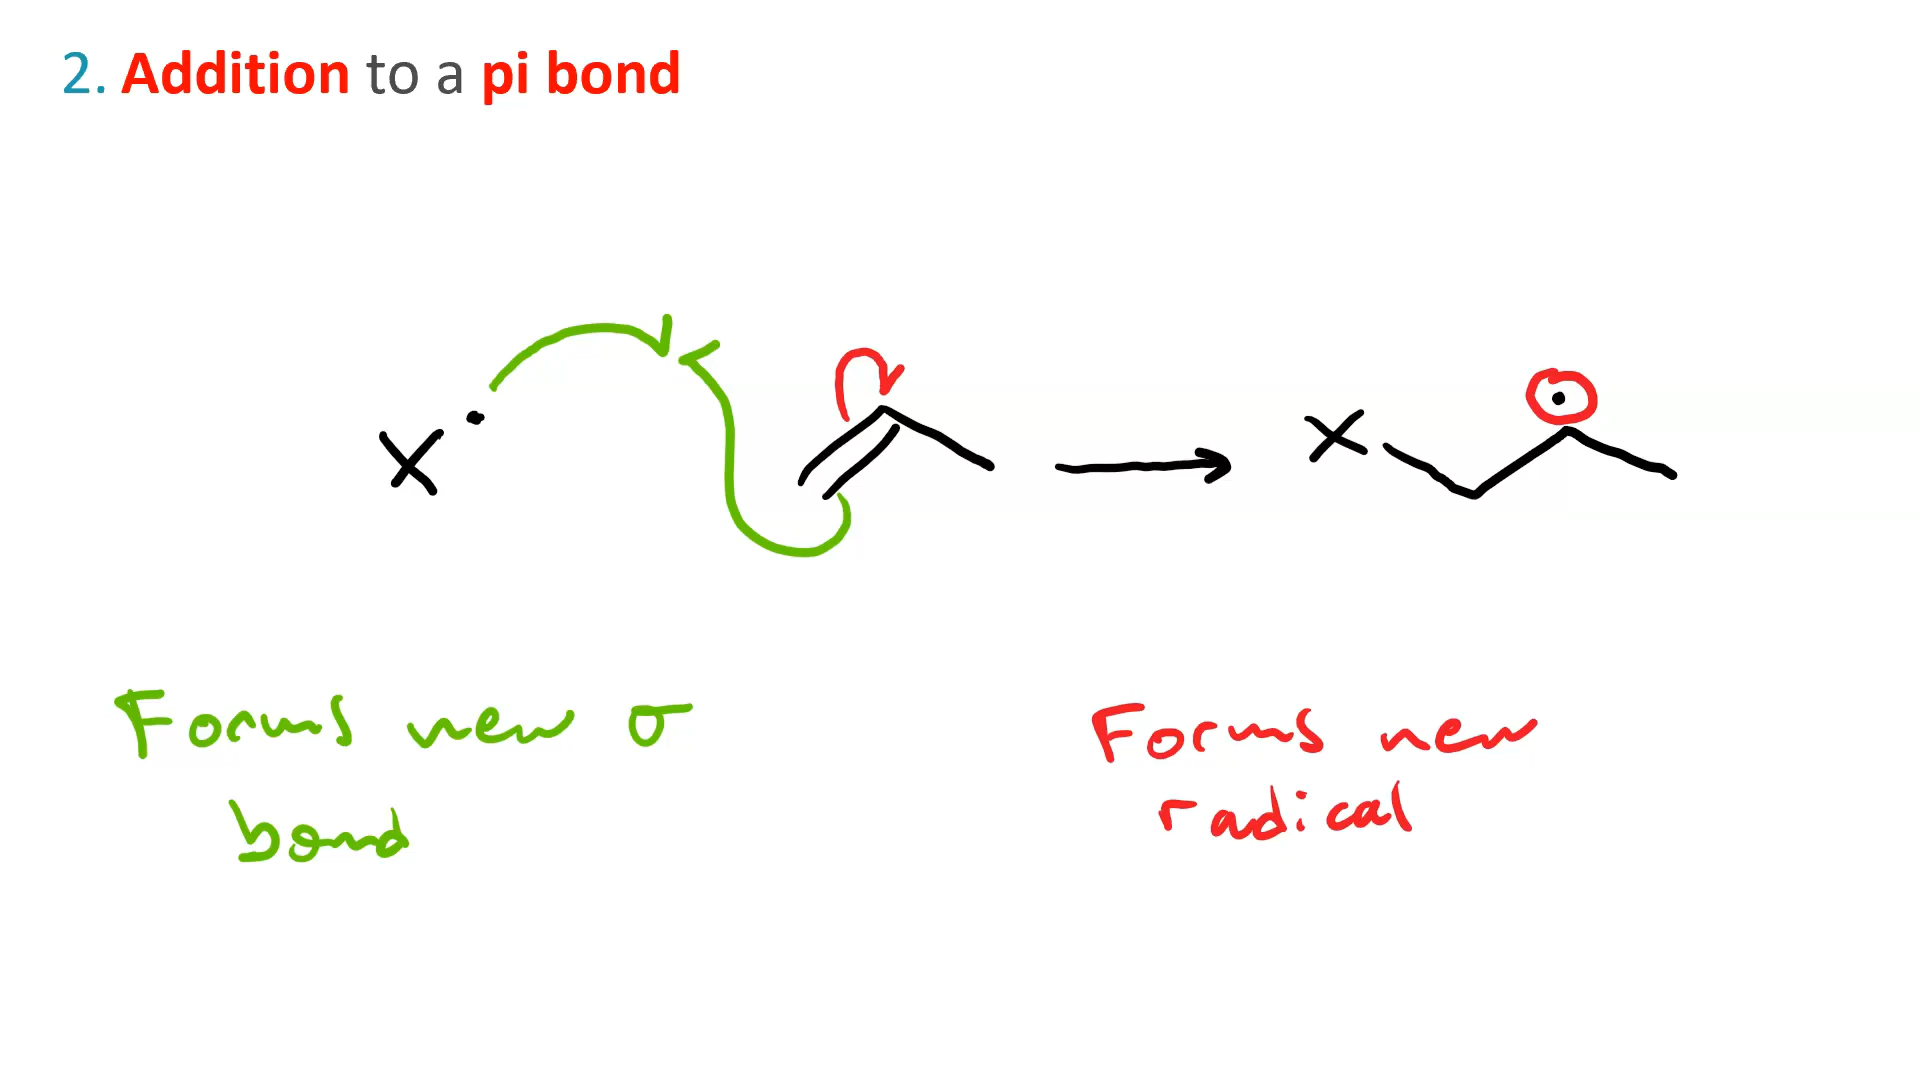 2. Addition to a pi bond
X· X
Forms new σ
bond
Forms new
radical